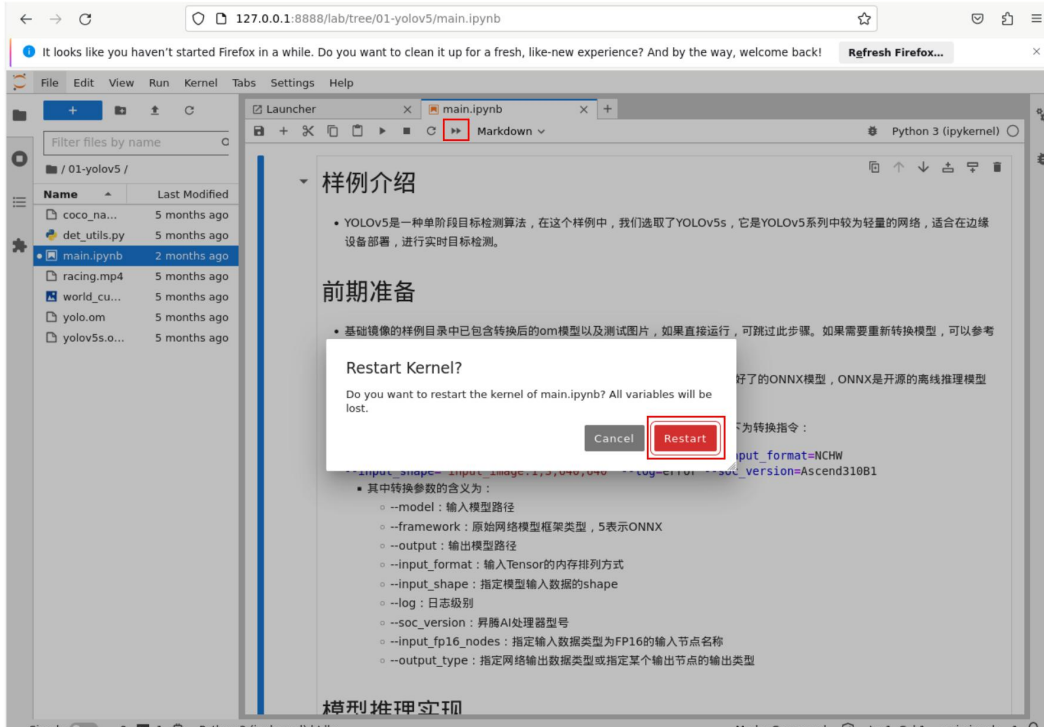 127.0.0.1:8888/lab/tree/01-yolov5/main.ipynb
It looks like you haven't started Firefox in a while. Do you want to clean it up for a fresh, like-new experience? And by the way, welcome back! Refresh Firefox...
File Edit View Run Kernel Tabs Settings Help
Launcher main.ipynb
Markdown Python 3 (ipykernel)
Filter files by name
/ 01-yolov5 /
Name Last Modified
coco_na... 5 months ago
det_utils.py 5 months ago
main.ipynb 2 months ago
racing.mp4 5 months ago
world_cu... 5 months ago
yolo.om 5 months ago
yolov5s.o... 5 months ago
样例介绍
YOLOv5是一种单阶段目标检测算法，在这个样例中，我们选取了YOLOv5s，它是YOLOv5系列中较为轻量的网络，适合在边缘
设备部署，进行实时目标检测。
前期准备
基础镜像的样例目录中已包含转换后的om模型以及测试图片，如果直接运行，可跳过此步骤。如果需要重新转换模型，可以参考
好了的ONNX模型，ONNX是开源的离线推理模型
下为转换指令：
Restart Kernel?
Do you want to restart the kernel of main.ipynb? All variables will be
lost.
Cancel Restart
put_format=NCHW
--input_shape="input_image:1,3,640,640" --log=error --soc_version=Ascend310B1
其中转换参数的含义为：
--model：输入模型路径
--framework：原始网络模型框架类型，5表示ONNX
--output：输出模型路径
--input_format：输入Tensor的内存排列方式
--input_shape：指定模型输入数据的shape
--log：日志级别
--soc_version：昇腾AI处理器型号
--input_fp16_nodes：指定输入数据类型为FP16的输入节点名称
--output_type：指定网络输出数据类型或指定某个输出节点的输出类型
模型推理实现